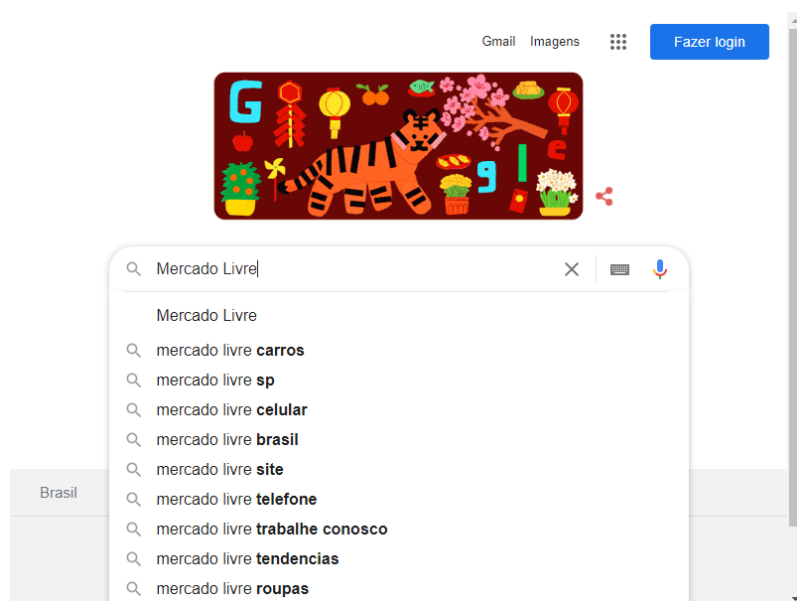 Gmail Imagens Fazer login
G gle
Mercado Livre
Mercado Livre
mercado livre carros
mercado livre sp
mercado livre celular
mercado livre brasil
mercado livre site
Brasil
mercado livre telefone
mercado livre trabalhe conosco
mercado livre tendencias
mercado livre roupas